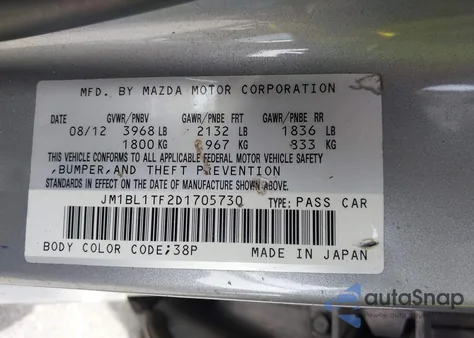 MFD. BY MAZDA MOTOR CORPORATION
DATE GVWR/PNBV GAWR/PNBE FRT GAWR/PNBE RR
08/12 3968 LB 2132 LB 1836 LB
1800 KG 967 KG 833 KG
THIS VEHICLE CONFORMS TO ALL APPLICABLE FEDERAL MOTOR VEHICLE SAFETY
,BUMPER,AND THEFT PREVENTION
STANDARDS IN EFFECT ON THE DATE OF MANUFACTURE SHOWN ABOVE.
JM1BL1TF2D1705730 TYPE: PASS CAR
BODY COLOR CODE;38P MADE IN JAPAN
autoSnap